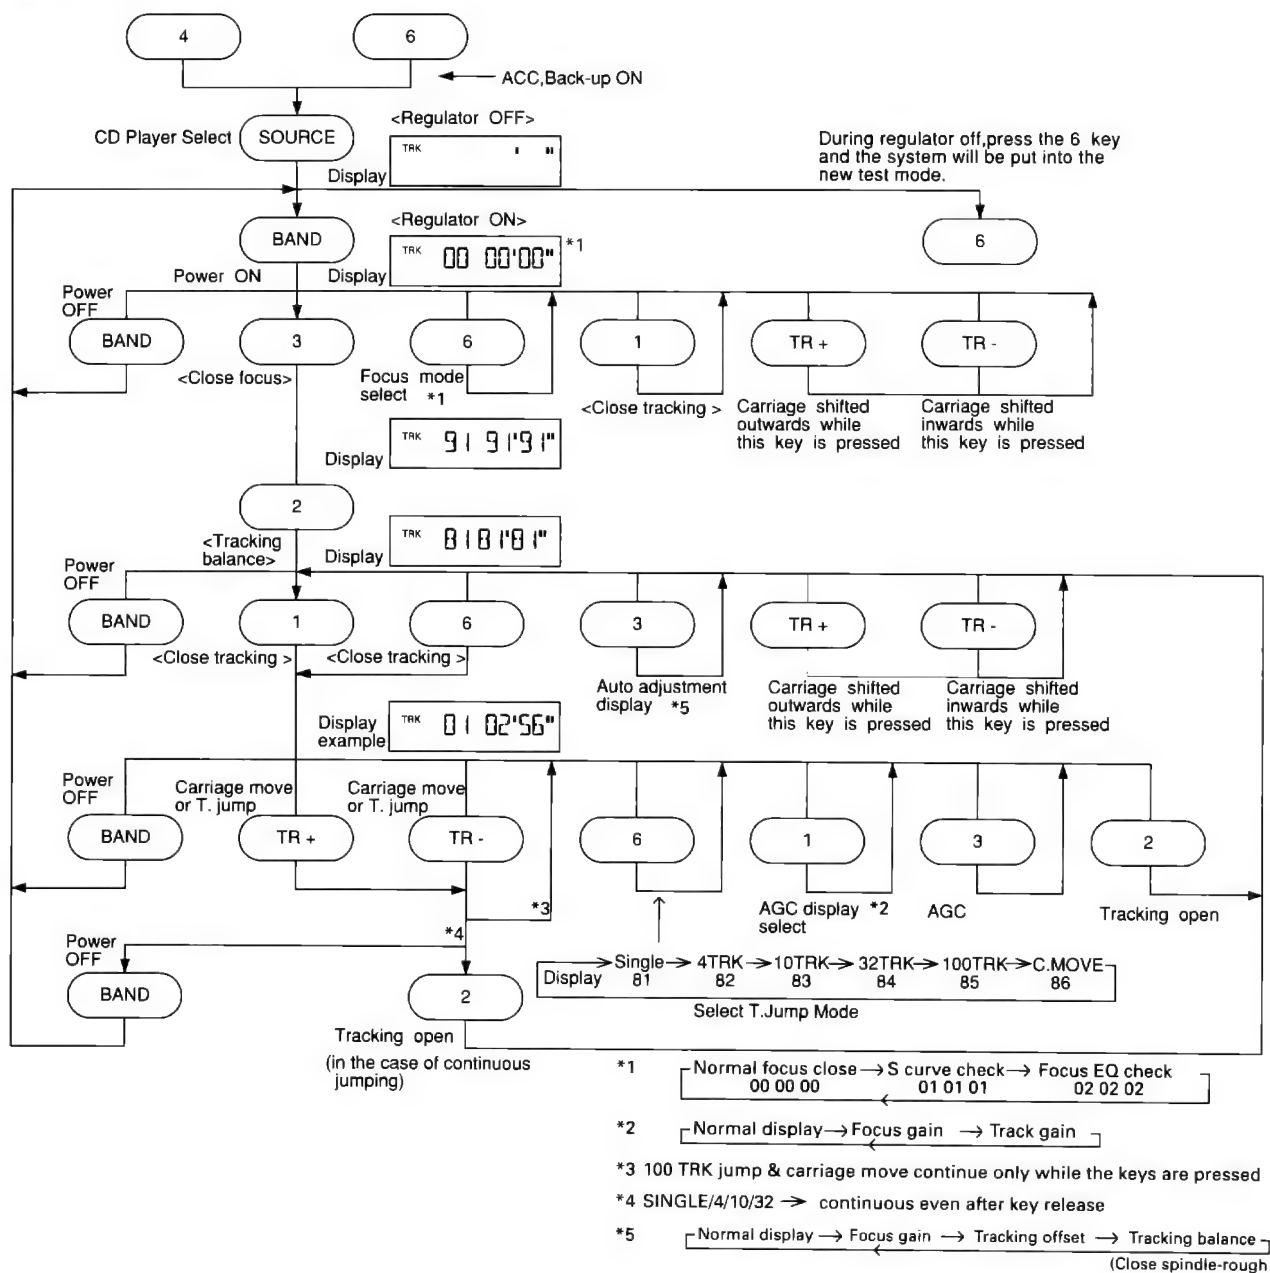 4
6
ACC,Back-up ON
<Regulator OFF>
CD Player Select
SOURCE
TRK ' "
Display
During regulator off,press the 6 key
and the system will be put into the
new test mode.
BAND
<Regulator ON>
6
TRK 00 00'00"
*1
Power ON
Display
Power
OFF
BAND
3
6
1
TR +
TR -
<Close focus>
Focus mode
select *1
<Close tracking >
Carriage shifted
outwards while
this key is pressed
Carriage shifted
inwards while
this key is pressed
TRK 91 91'91"
Display
2
<Tracking
balance>
Display
TRK 81 81'81"
Power
OFF
BAND
1
6
3
TR +
TR -
<Close tracking >
<Close tracking >
Auto adjustment
display *5
Carriage shifted
outwards while
this key is pressed
Carriage shifted
inwards while
this key is pressed
Display
example
TRK 01 02'56"
Power
OFF
Carriage move
or T. jump
Carriage move
or T. jump
BAND
TR +
TR -
6
1
3
2
*3
AGC display *2
select
AGC
Tracking open
*4
Power
OFF
BAND
2
Display
Single → 4TRK → 10TRK → 32TRK → 100TRK → C.MOVE
81 82 83 84 85 86
Select T.Jump Mode
Tracking open
(in the case of continuous
jumping)
*1 Normal focus close → S curve check → Focus EQ check
00 00 00 01 01 01 02 02 02
*2 Normal display → Focus gain → Track gain
*3 100 TRK jump & carriage move continue only while the keys are pressed
*4 SINGLE/4/10/32 → continuous even after key release
*5 Normal display → Focus gain → Tracking offset → Tracking balance
(Close spindle-rough